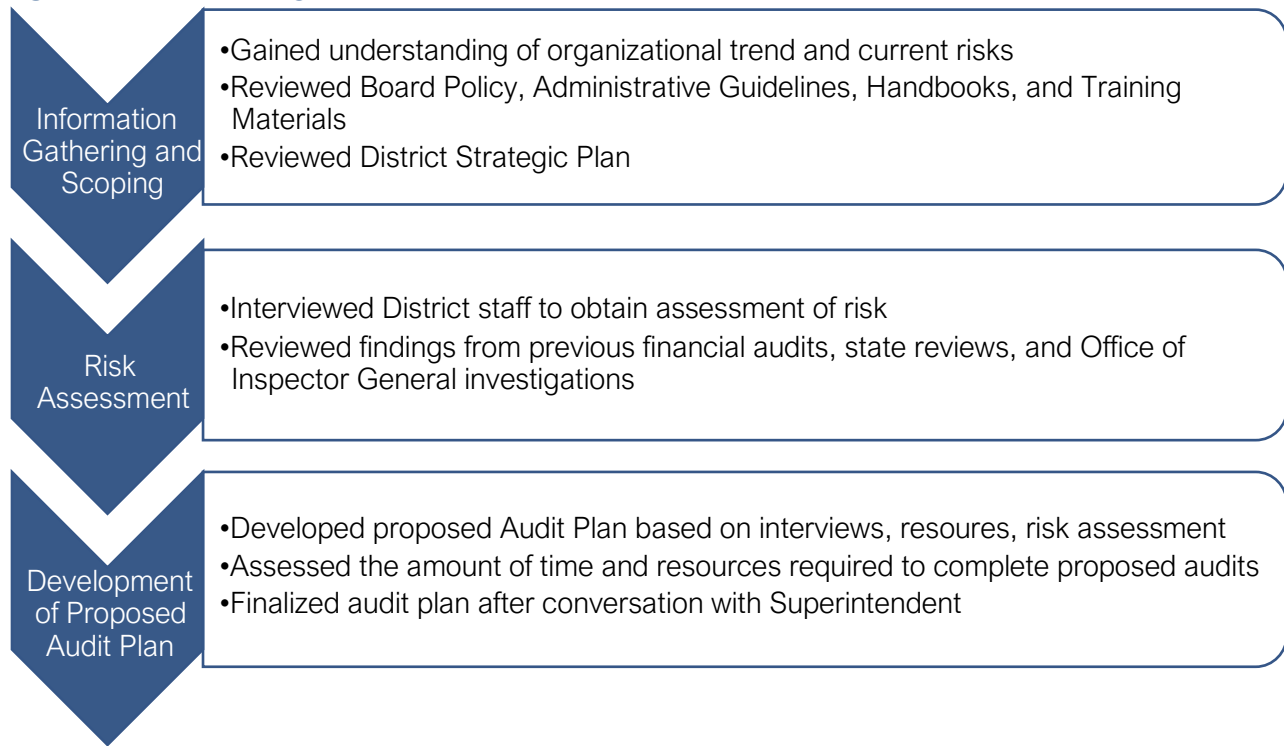 Information
Gathering and
Scoping
•Gained understanding of organizational trend and current risks
•Reviewed Board Policy, Administrative Guidelines, Handbooks, and Training
Materials
•Reviewed District Strategic Plan
Risk
Assessment
•Interviewed District staff to obtain assessment of risk
•Reviewed findings from previous financial audits, state reviews, and Office of
Inspector General investigations
Development
of Proposed
Audit Plan
•Developed proposed Audit Plan based on interviews, resoures, risk assessment
•Assessed the amount of time and resources required to complete proposed audits
•Finalized audit plan after conversation with Superintendent